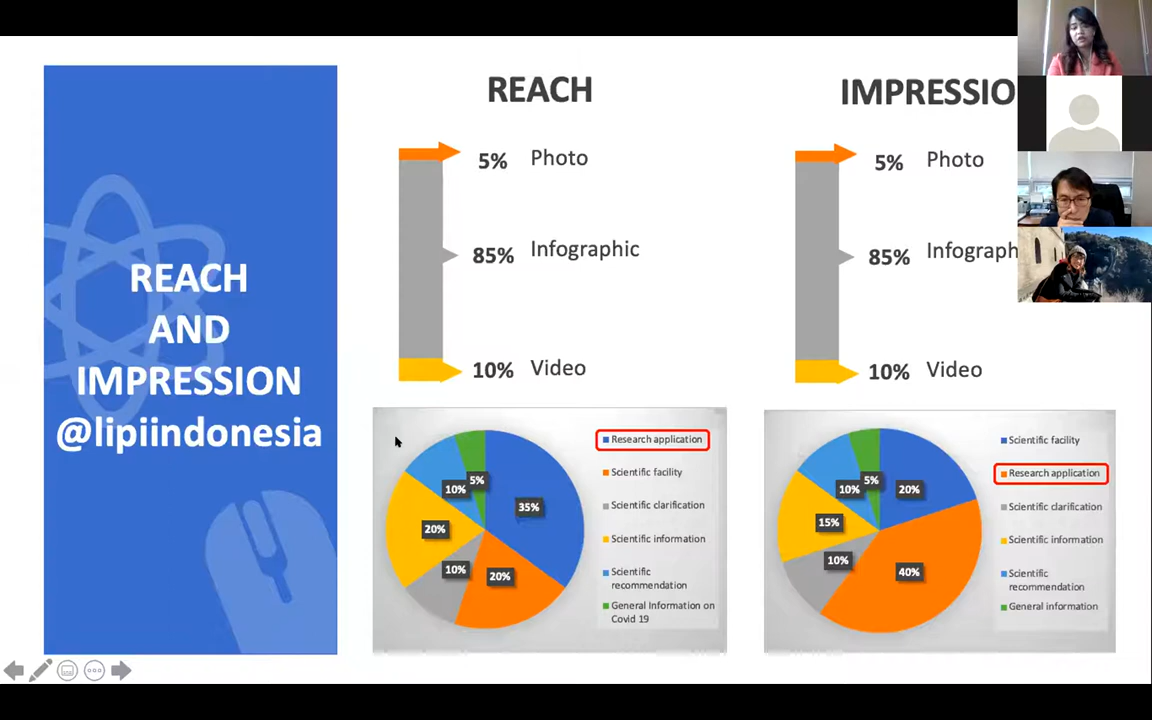 REACH
AND
IMPRESSION
@lipiindonesia
REACH
5% Photo
85% Infographic
10% Video
IMPRESSIO
5% Photo
85% Infograph
10% Video
35%
20%
10%
20%
10%
5%
Research application
Scientific facility
Scientific clarification
Scientific information
Scientific
recommendation
General Information on
Covid 19
20%
40%
10%
15%
10%
5%
Scientific facility
Research application
Scientific clarification
Scientific information
Scientific
recommendation
General information